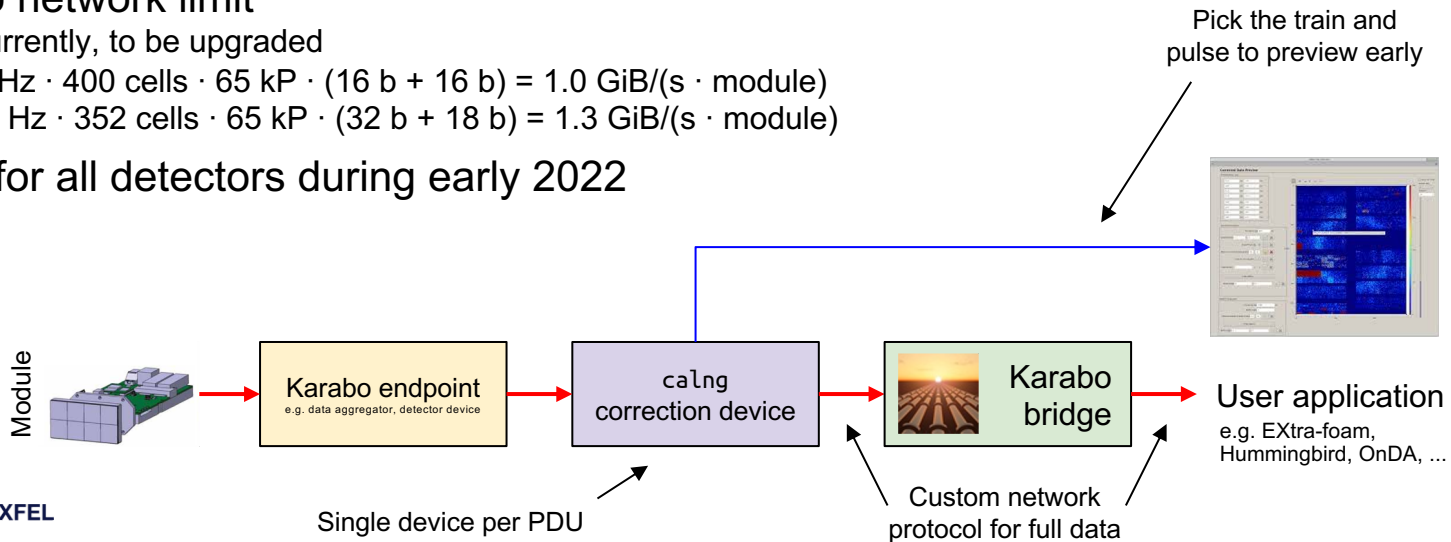 network limit
urrently, to be upgraded
Hz · 400 cells · 65 kP · (16 b + 16 b) = 1.0 GiB/(s · module)
Hz · 352 cells · 65 kP · (32 b + 18 b) = 1.3 GiB/(s · module)
for all detectors during early 2022
Pick the train and
pulse to preview early
Module
Karabo endpoint
e.g. data aggregator, detector device
calng
correction device
Karabo
bridge
User application
e.g. EXtra-foam,
Hummingbird, OnDA, ...
XFEL
Single device per PDU
Custom network
protocol for full data